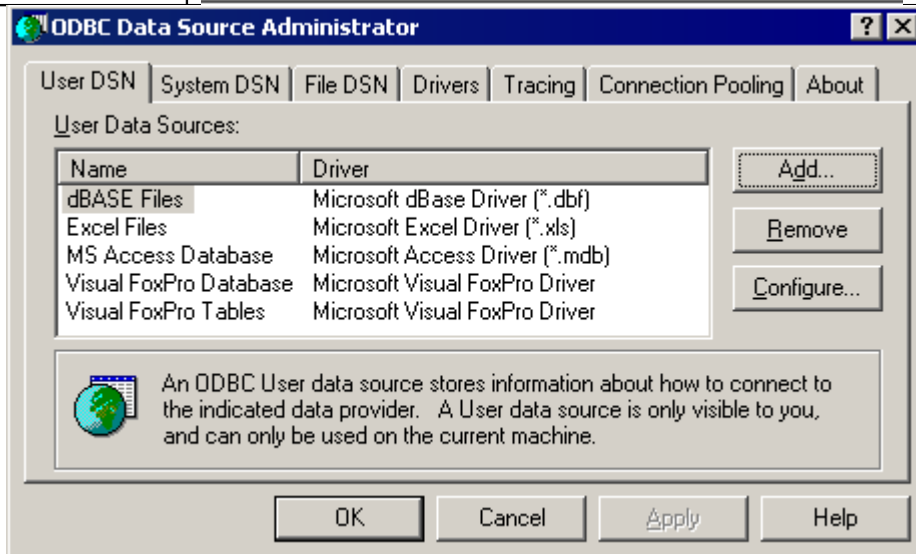 ODBC Data Source Administrator
User DSN System DSN File DSN Drivers Tracing Connection Pooling About
User Data Sources:
Name Driver
dBASE Files Microsoft dBase Driver (*.dbf)
Excel Files Microsoft Excel Driver (*.xls)
MS Access Database Microsoft Access Driver (*.mdb)
Visual FoxPro Database Microsoft Visual FoxPro Driver
Visual FoxPro Tables Microsoft Visual FoxPro Driver
Add...
Remove
Configure...
An ODBC User data source stores information about how to connect to
the indicated data provider. A User data source is only visible to you,
and can only be used on the current machine.
OK Cancel Apply Help